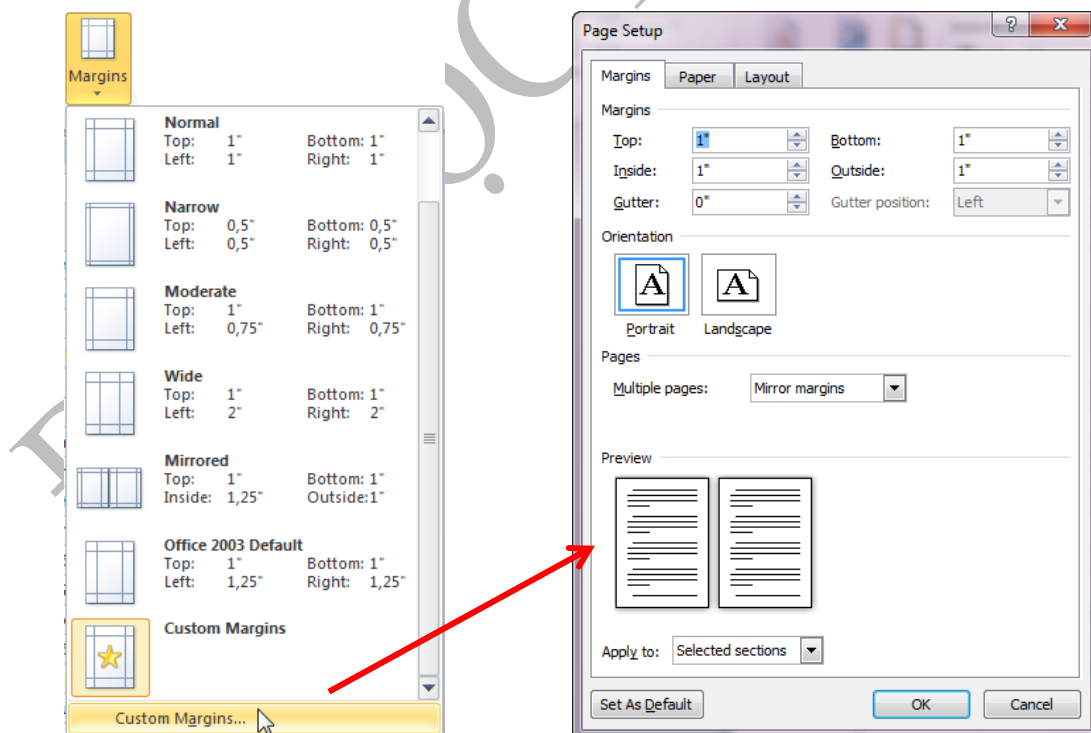 Margins
Normal
Top: 1" Bottom: 1"
Left: 1" Right: 1"
Narrow
Top: 0,5" Bottom: 0,5"
Left: 0,5" Right: 0,5"
Moderate
Top: 1" Bottom: 1"
Left: 0,75" Right: 0,75"
Wide
Top: 1" Bottom: 1"
Left: 2" Right: 2"
Mirrored
Top: 1" Bottom: 1"
Inside: 1,25" Outside:1"
Office 2003 Default
Top: 1" Bottom: 1"
Left: 1,25" Right: 1,25"
Custom Margins
Custom Margins...
Page Setup
Margins Paper Layout
Margins
Top: 1" Bottom: 1"
Inside: 1" Outside: 1"
Gutter: 0" Gutter position: Left
Orientation
A A
Portrait Landscape
Pages
Multiple pages: Mirror margins
Preview
Apply to: Selected sections
Set As Default OK Cancel